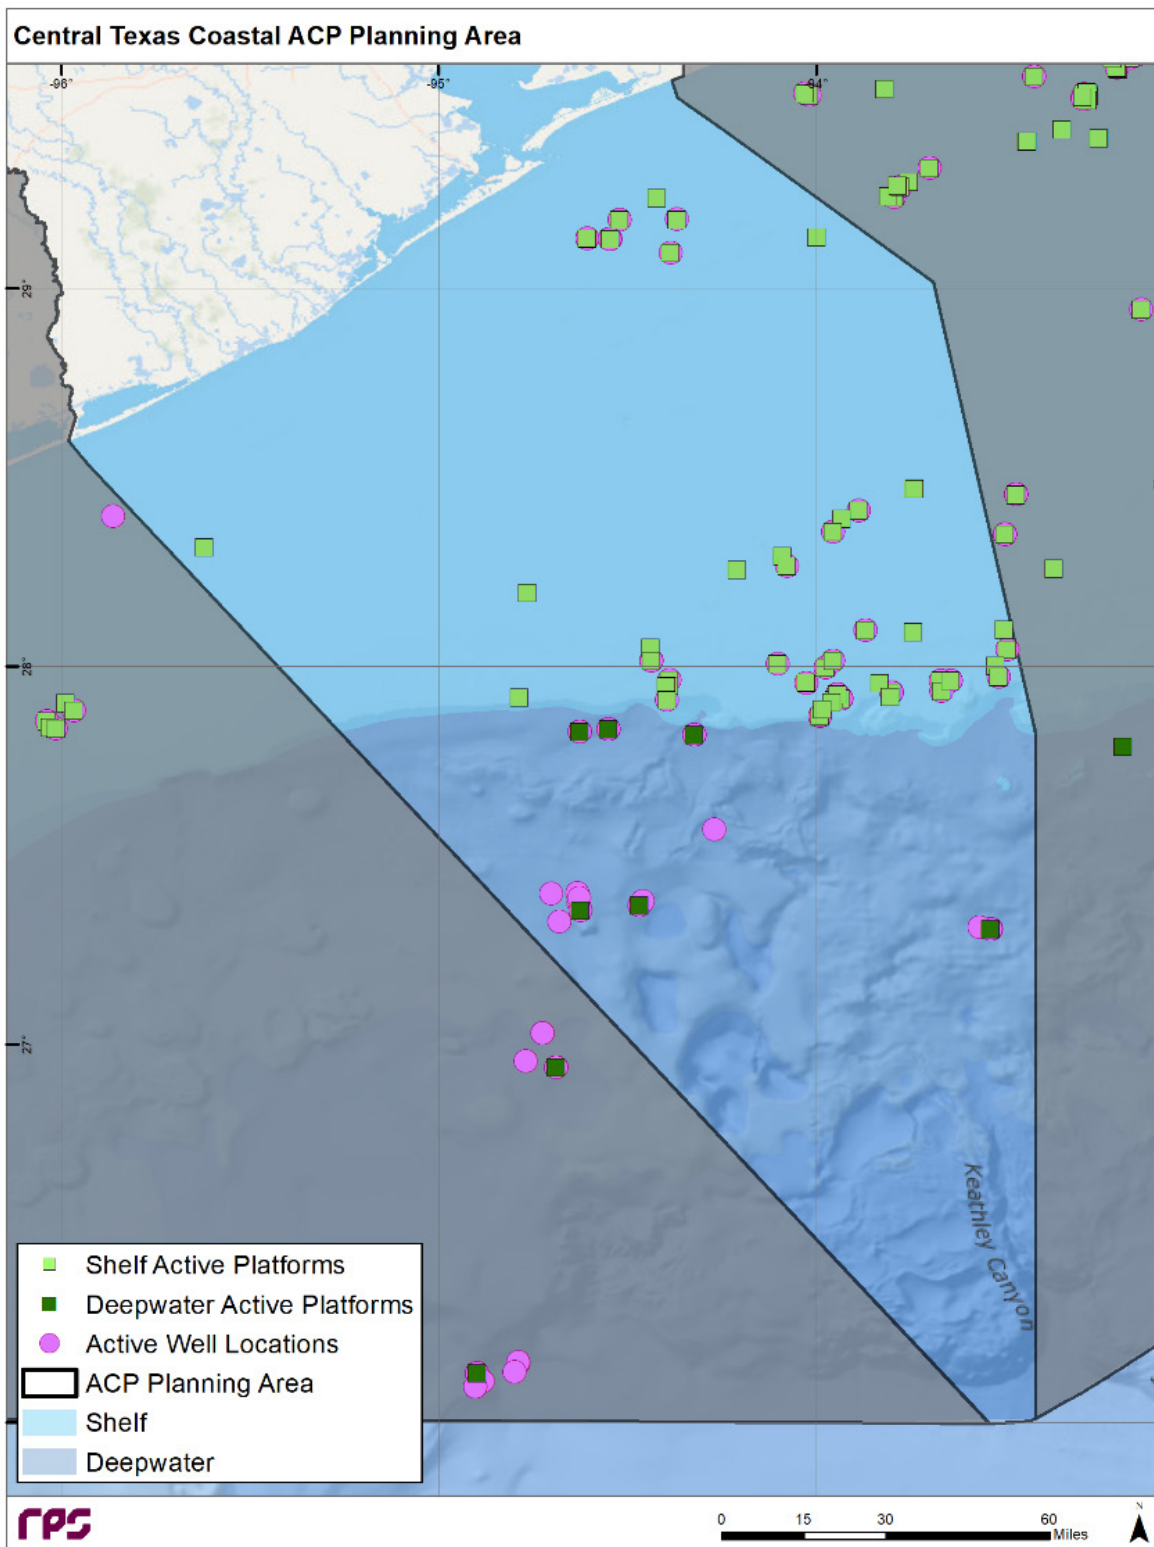 Central Texas Coastal ACP Planning Area
-96°
-95°
-94°
29°
28°
27°
Keathley Canyon
Shelf Active Platforms
Deepwater Active Platforms
Active Well Locations
ACP Planning Area
Shelf
Deepwater
rps
0 15 30 60
Miles
N